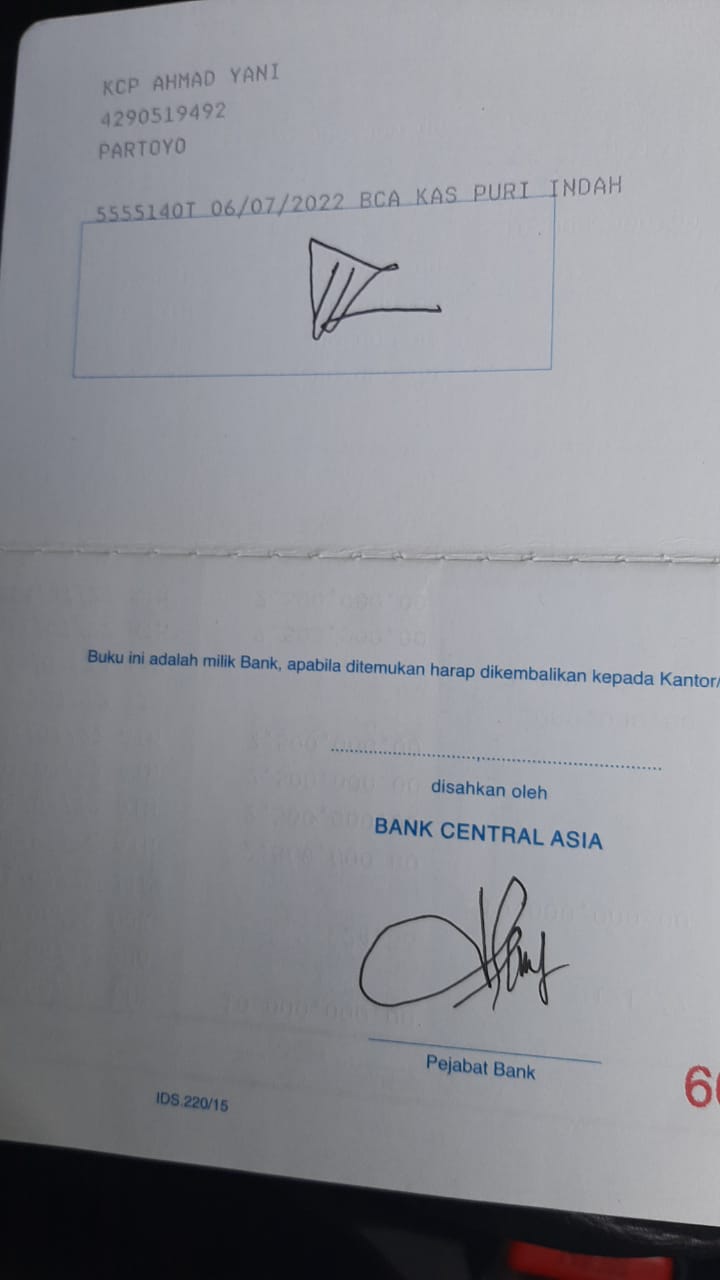 KCP AHMAD YANI
4290519492
PARTOYO
5555140T 06/07/2022 BCA KAS PURI INDAH
Buku ini adalah milik Bank, apabila ditemukan harap dikembalikan kepada Kantor/
disahkan oleh
BANK CENTRAL ASIA
Pejabat Bank
IDS.220/15